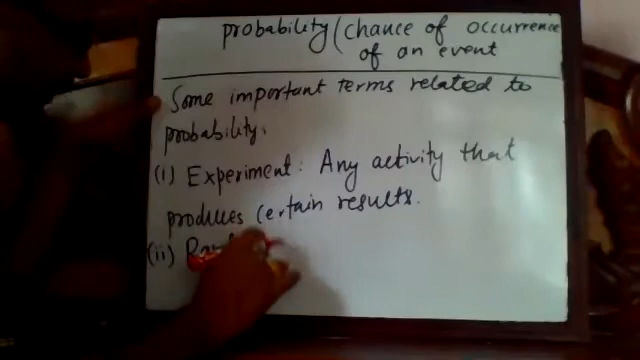 probability (chance of occurrence
of an event
Some important terms related to
probability.
(i) Experiment: Any activity that
produces certain results.
(ii)